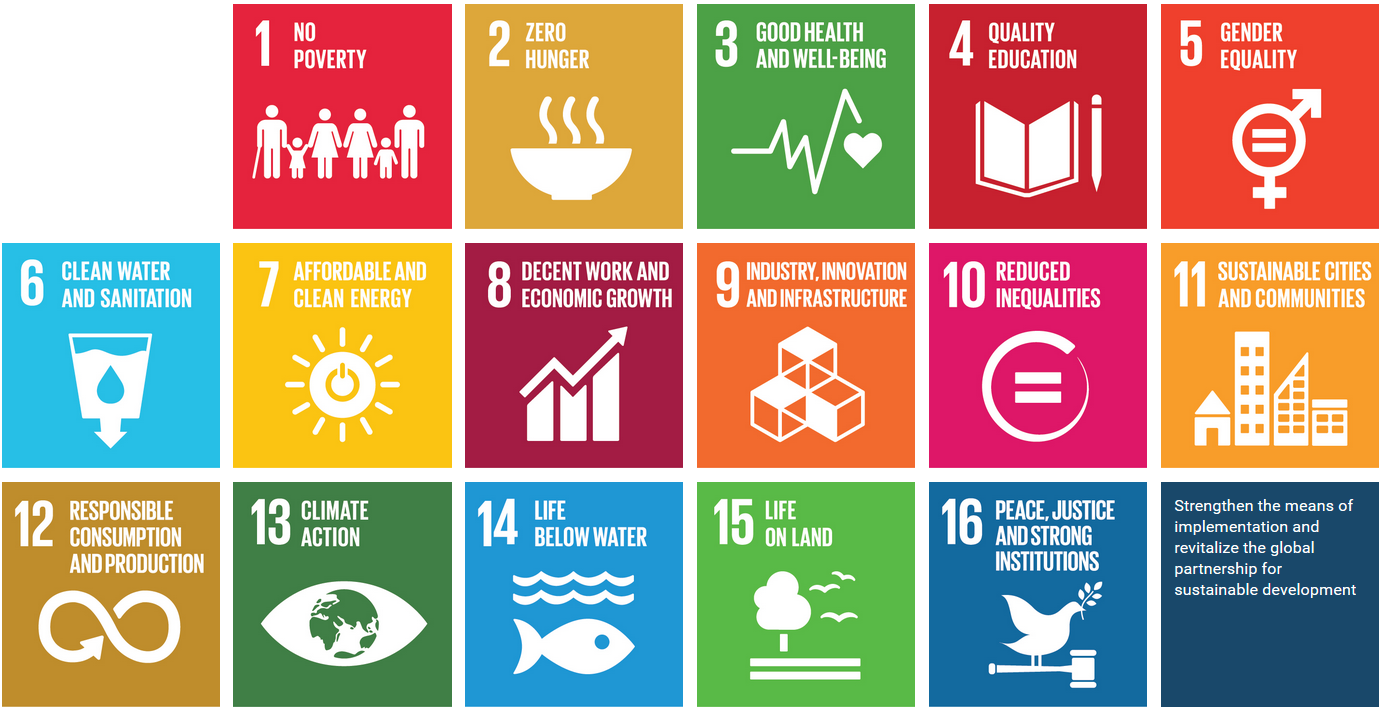 1 NO
POVERTY
2 ZERO
HUNGER
3 GOOD HEALTH
AND WELL-BEING
4 QUALITY
EDUCATION
5 GENDER
EQUALITY
6 CLEAN WATER
AND SANITATION
7 AFFORDABLE AND
CLEAN ENERGY
8 DECENT WORK AND
ECONOMIC GROWTH
9 INDUSTRY, INNOVATION
AND INFRASTRUCTURE
10 REDUCED
INEQUALITIES
11 SUSTAINABLE CITIES
AND COMMUNITIES
12 RESPONSIBLE
CONSUMPTION
AND PRODUCTION
13 CLIMATE
ACTION
14 LIFE
BELOW WATER
15 LIFE
ON LAND
16 PEACE, JUSTICE
AND STRONG
INSTITUTIONS
Strengthen the means of
implementation and
revitalize the global
partnership for
sustainable development